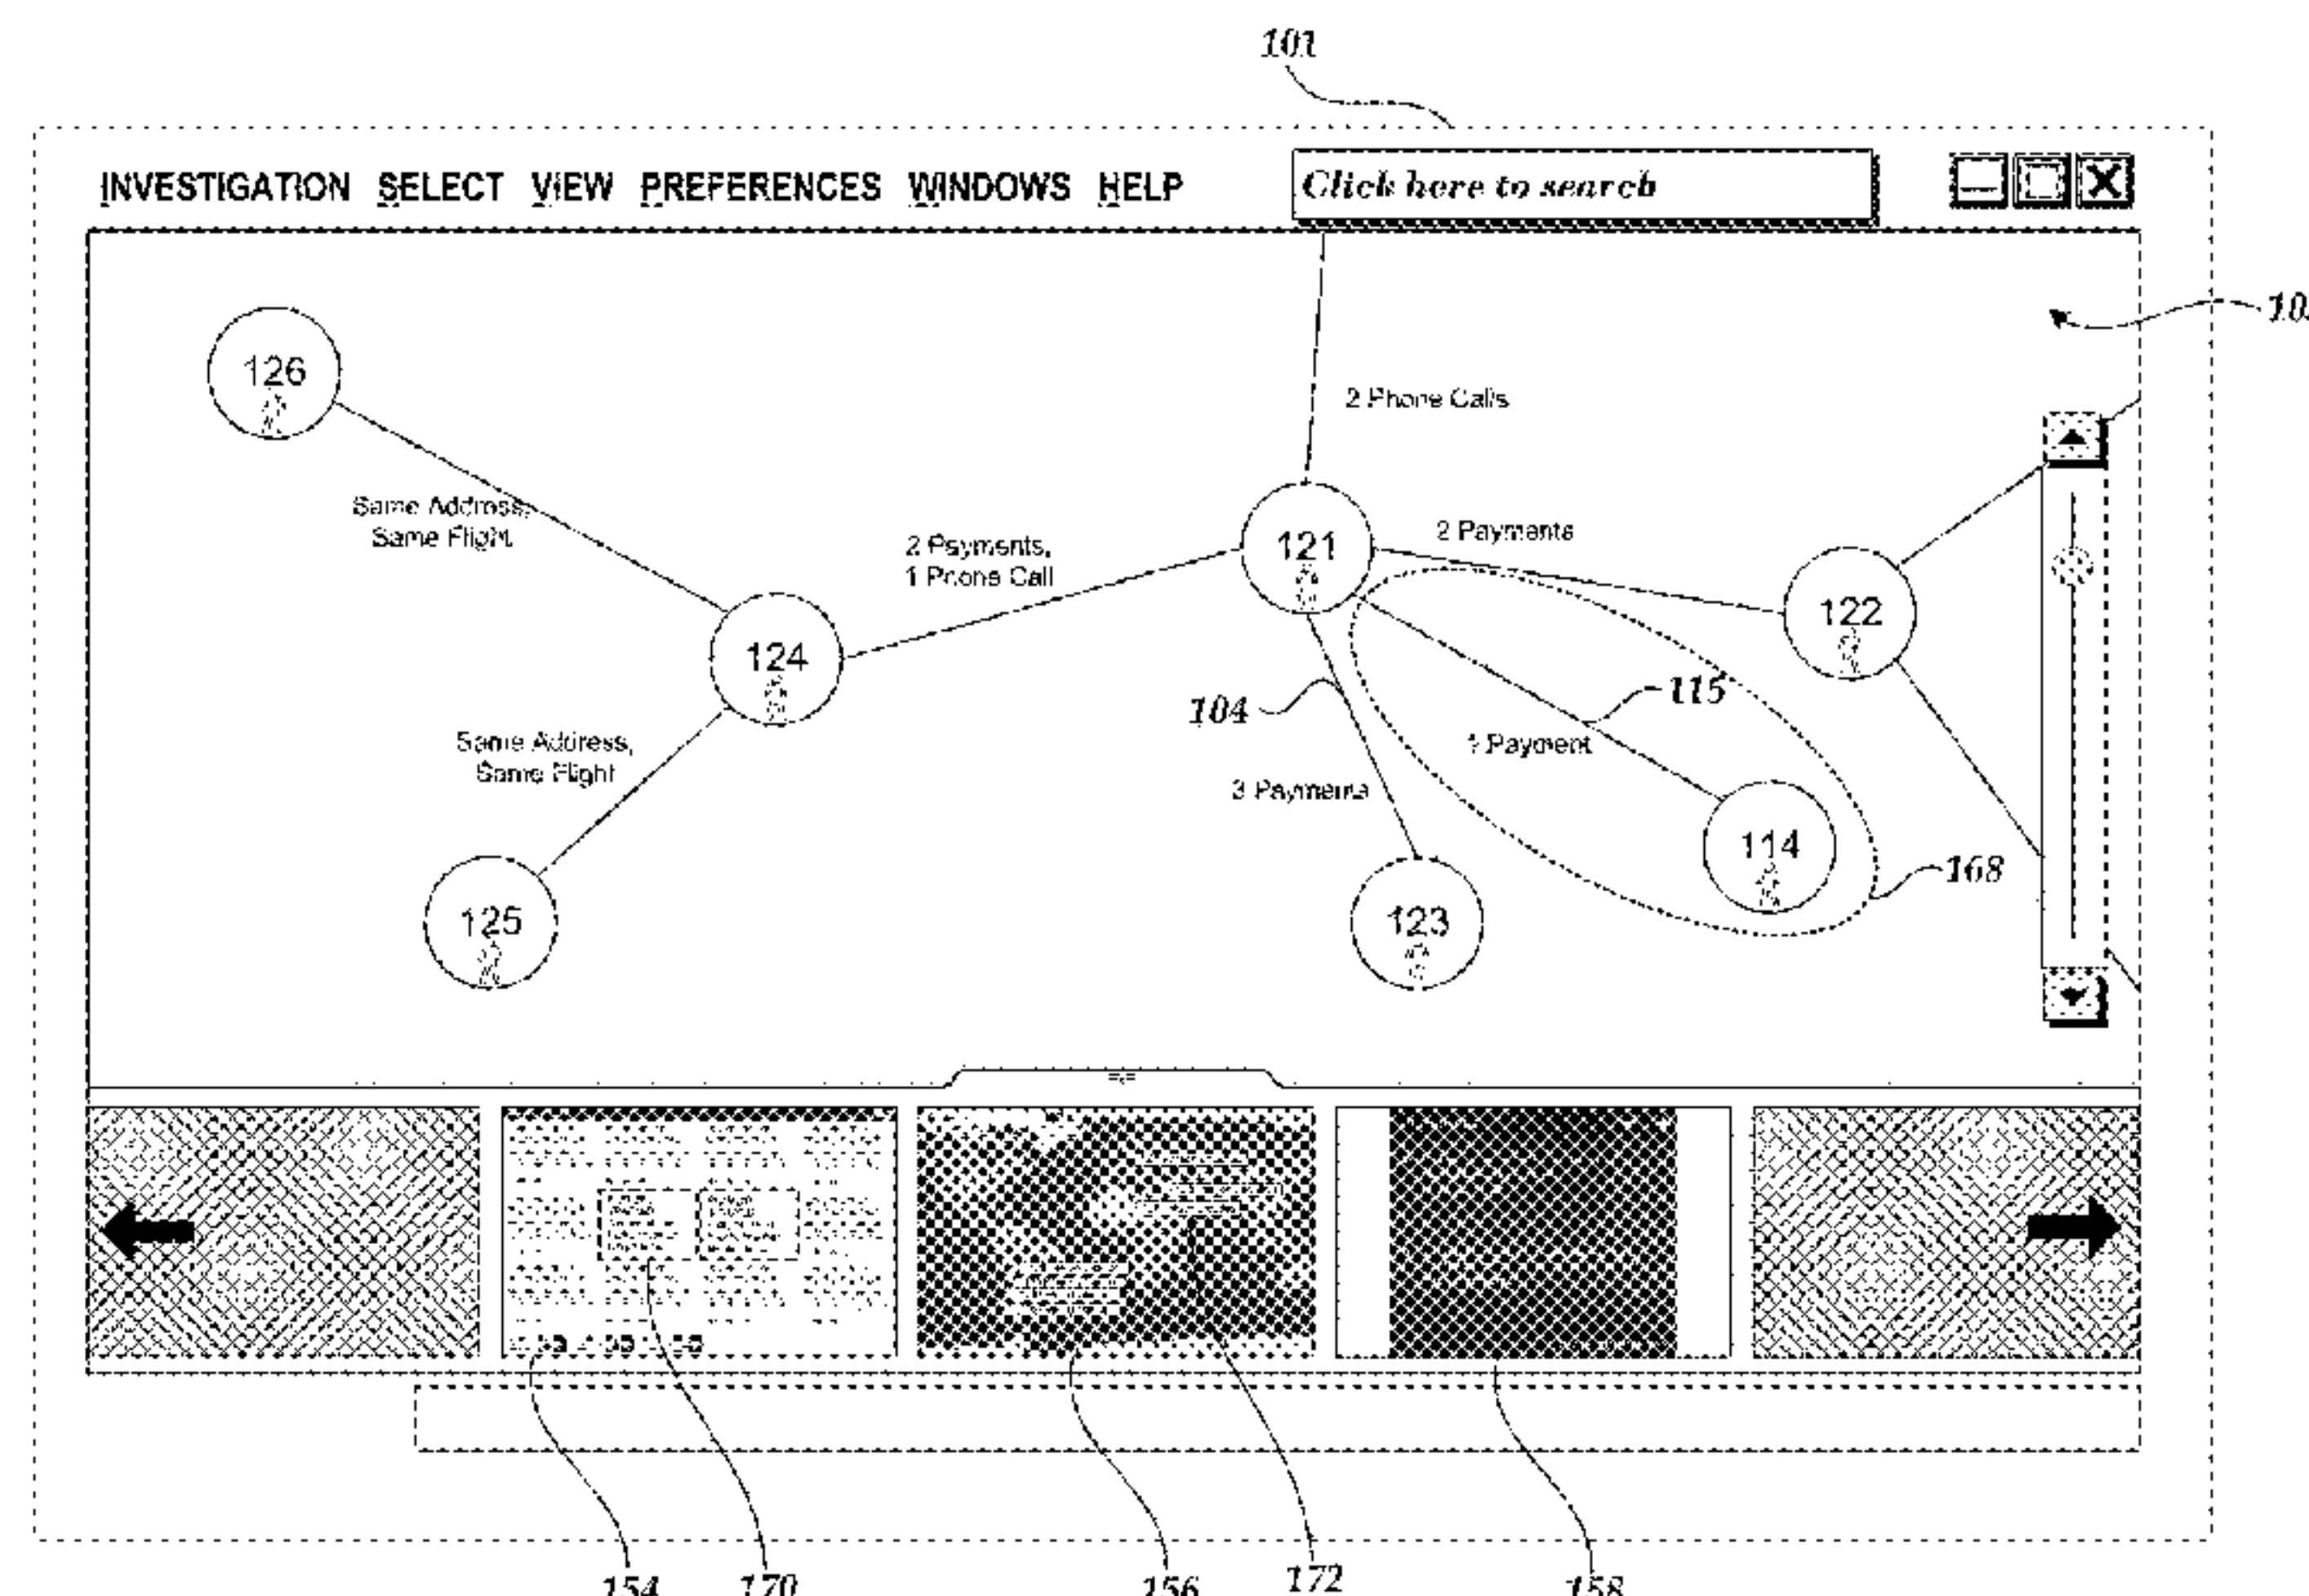 101
INVESTIGATION SELECT VIEW PREFERENCES WINDOWS HELP
Click here to search
126
2 Phone Calls
Same Address,
Same Flight
2 Payments,
1 Phone Call
121
2 Payments
122
124
104
115
Same Address,
Same Flight
1 Payment
3 Payments
114
168
125
123
154
170
156
172
158